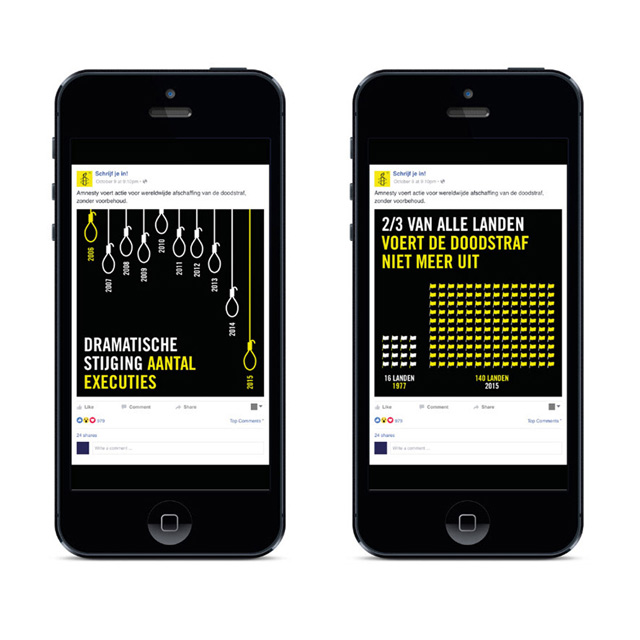 Schrijf je in!
October 9 at 9:10pm
Amnesty voert actie voor wereldwijde afschaffing van de doodstraf,
zonder voorbehoud.
2006
2007
2008
2009
2010
2011
2012
2013
2014
2015
DRAMATISCHE
STIJGING AANTAL
EXECUTIES
Like Comment Share
979 Top Comments
24 shares
Write a comment ...
Schrijf je in!
October 9 at 9:10pm
Amnesty voert actie voor wereldwijde afschaffing van de doodstraf,
zonder voorbehoud.
2/3 VAN ALLE LANDEN
VOERT DE DOODSTRAF
NIET MEER UIT
16 LANDEN 140 LANDEN
1977 2015
Like Comment Share
979 Top Comments
24 shares
Write a comment ...